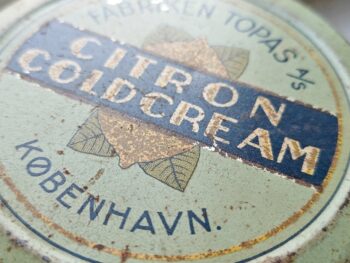 FABRIKEN TOPAS A/S
CITRON
COLDCREAM
KØBENHAVN.